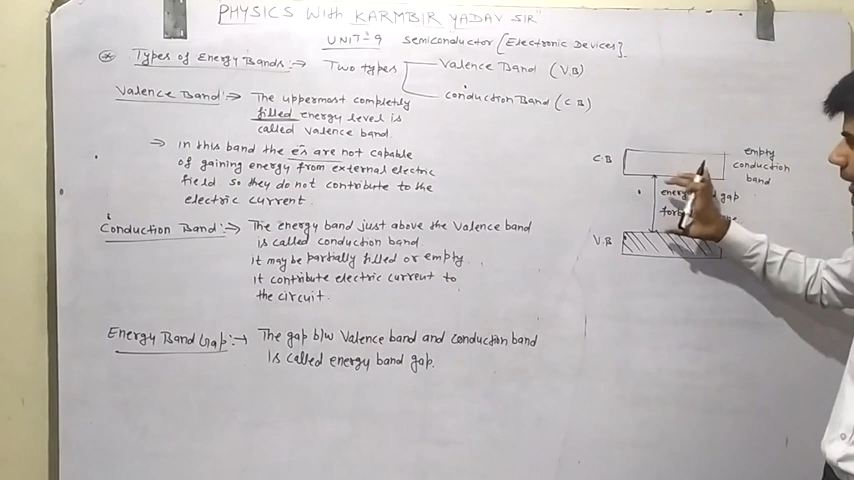 PHYSICS With KARMBIR YADAV SIR"
UNIT-9 Semiconductor [Electronic Devices].
Types of Energy Bands:→ Two types
Valence Band (V.B)
conduction Band (C.B)
Valence Band:→ The uppermost completly
filled energy level is
called Valence band.
⇒ in this band the e⁻s are not capable
of gaining energy from external electric
field so they do not contribute to the
electric current.
Conduction Band:→ The energy band just above the Valence band
is called conduction band.
it may be partially filled or empty.
it contribute electric current to
the circuit.
Energy Band Gap:→ The gap b/w Valence band and conduction band
is called energy band gap.
C.B
empty
conduction
band
gap
V.B